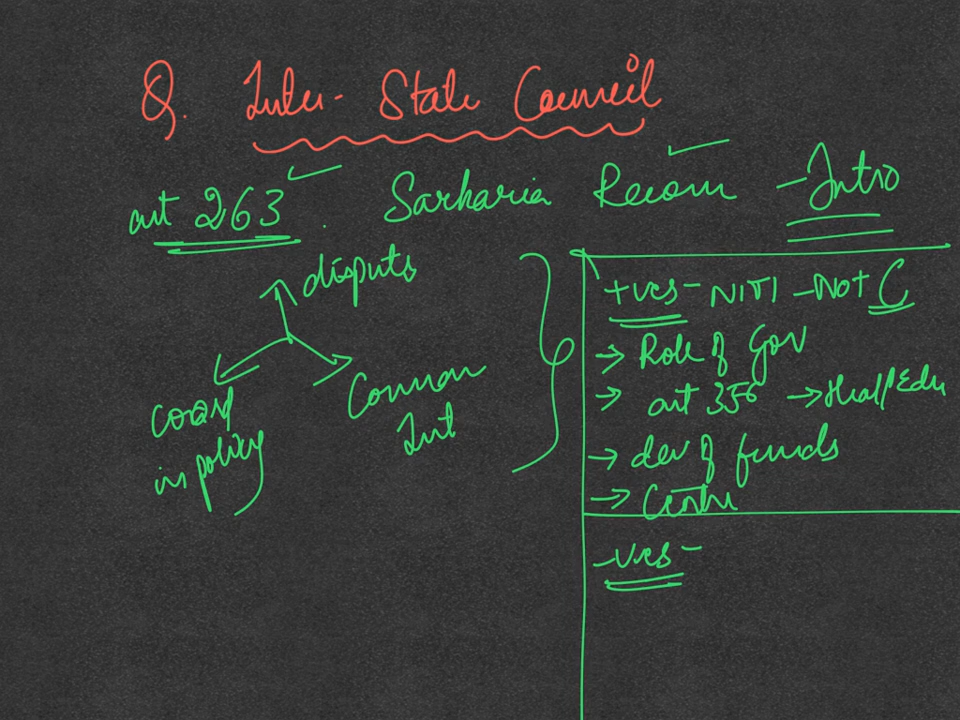 Q. Inter-State Council
art 263. Sarkaria Recom - Intro
disputs
coord in policy
Common Int
+ves - NITI - Not C
→ Role of Gov
→ art 356 → Heal Edu
→ dev of funds
→ Centre
-ves -